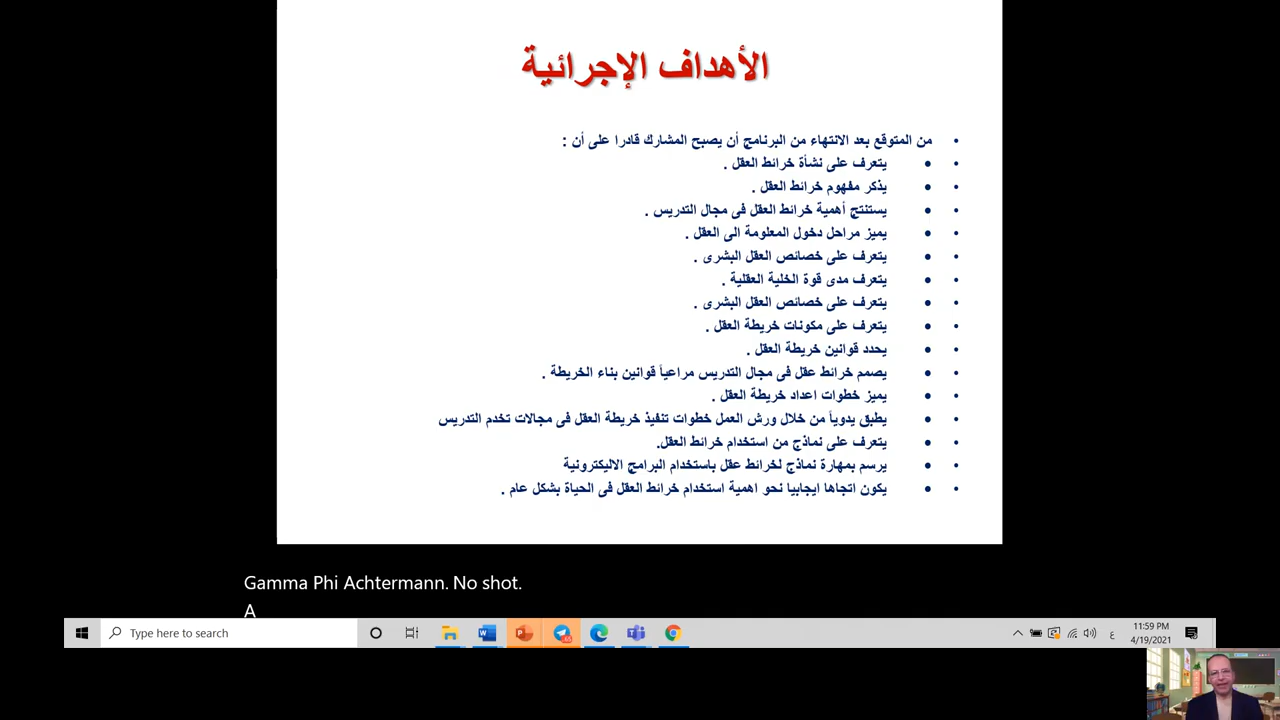 الأهداف الإجرائية
• من المتوقع بعد الانتهاء من البرنامج أن يصبح المشارك قادرا على أن :
• • يتعرف على نشأة خرائط العقل .
• • يذكر مفهوم خرائط العقل .
• • يستنتج أهمية خرائط العقل فى مجال التدريس .
• • يميز مراحل دخول المعلومة الى العقل .
• • يتعرف على خصائص العقل البشرى .
• • يتعرف مدى قوة الخلية العقلية .
• • يتعرف على خصائص العقل البشرى .
• • يتعرف على مكونات خريطة العقل .
• • يحدد قوانين خريطة العقل .
• • يصمم خرائط عقل فى مجال التدريس مراعياً قوانين بناء الخريطة .
• • يميز خطوات اعداد خريطة العقل .
• • يطبق يدوياً من خلال ورش العمل خطوات تنفيذ خريطة العقل فى مجالات تخدم التدريس
• • يتعرف على نماذج من استخدام خرائط العقل.
• • يرسم بمهارة نماذج لخرائط عقل باستخدام البرامج الاليكترونية
• • يكون اتجاها ايجابيا نحو اهمية استخدام خرائط العقل فى الحياة بشكل عام .
Gamma Phi Achtermann. No shot.
A
Type here to search
ع
11:59 PM
4/19/2021